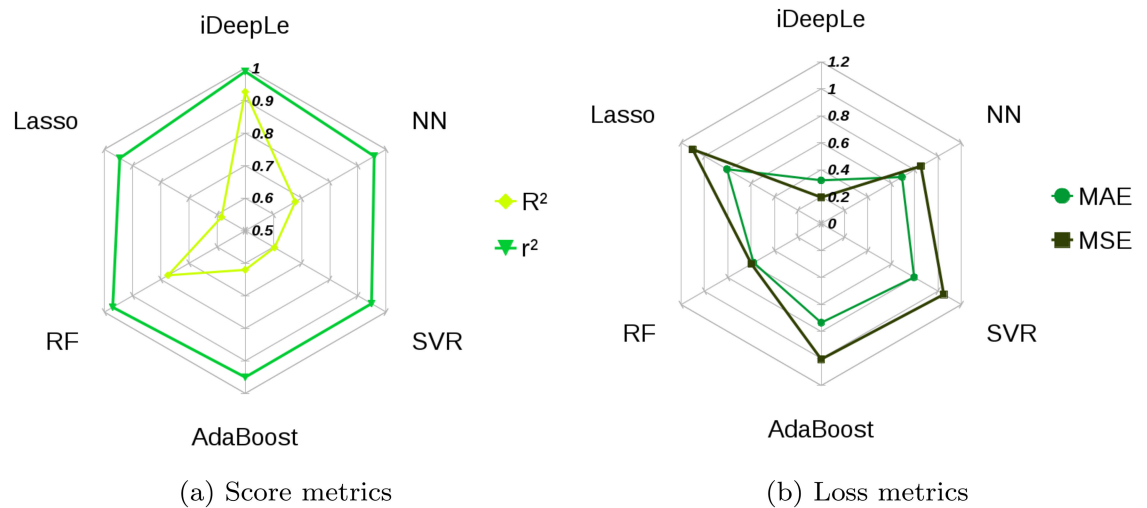 iDeepLe
1
0.9
0.8
0.7
0.6
0.5
NN
SVR
AdaBoost
RF
Lasso
R²
r²
(a) Score metrics
iDeepLe
1.2
1
0.8
0.6
0.4
0.2
0
NN
SVR
AdaBoost
RF
Lasso
MAE
MSE
(b) Loss metrics